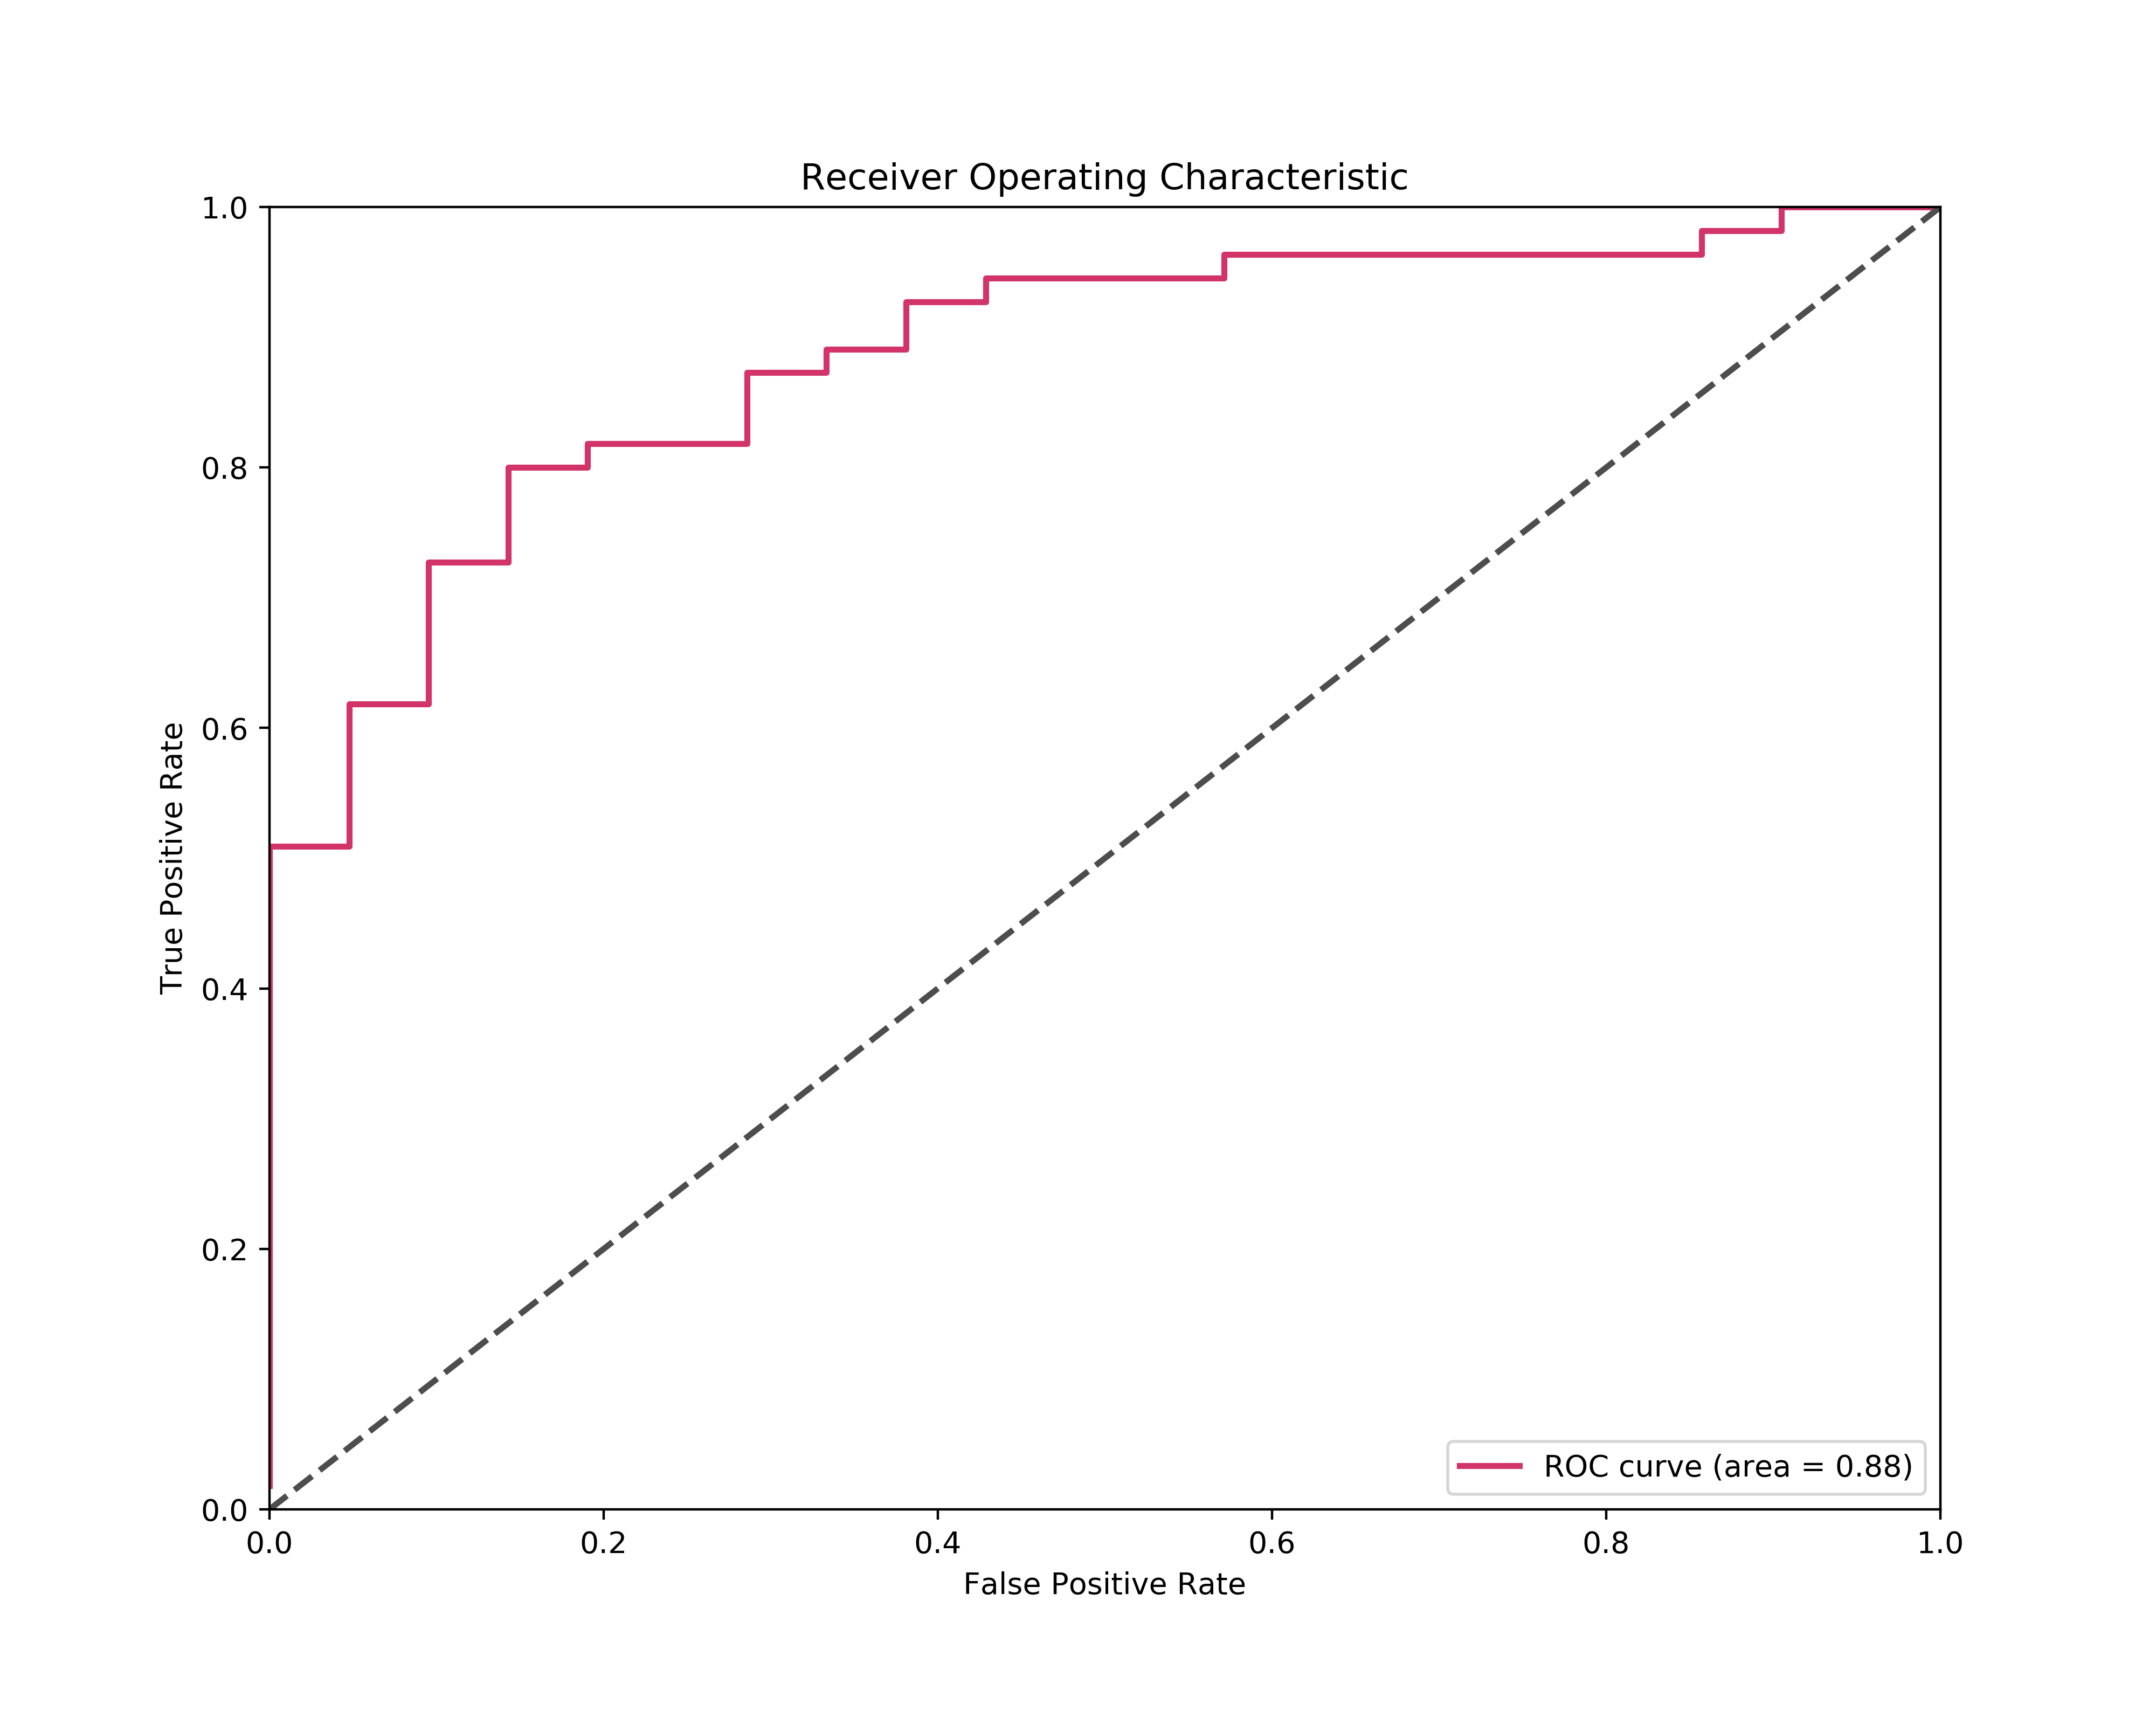 Receiver Operating Characteristic
1.0
0.8
0.6
0.4
0.2
0.0
True Positive Rate
ROC curve (area = 0.88)
0.0 0.2 0.4 0.6 0.8 1.0
False Positive Rate